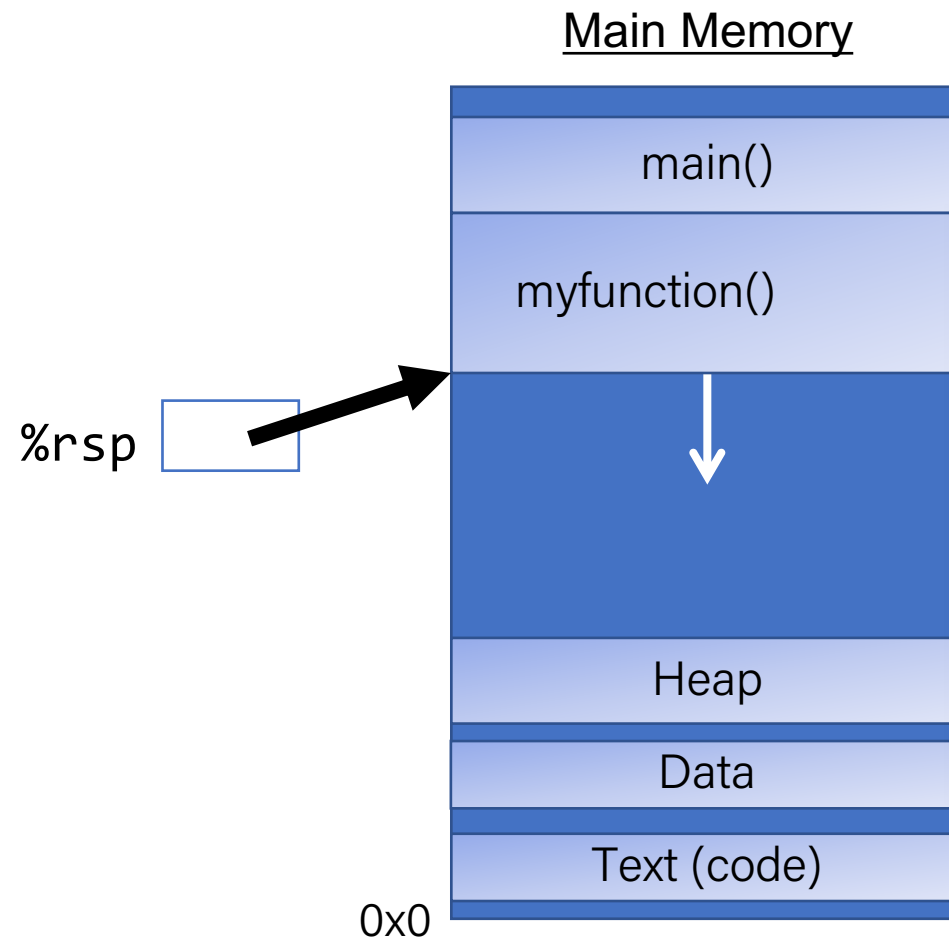 Main Memory
main()
myfunction()
%rsp
Heap
Data
Text (code)
0x0